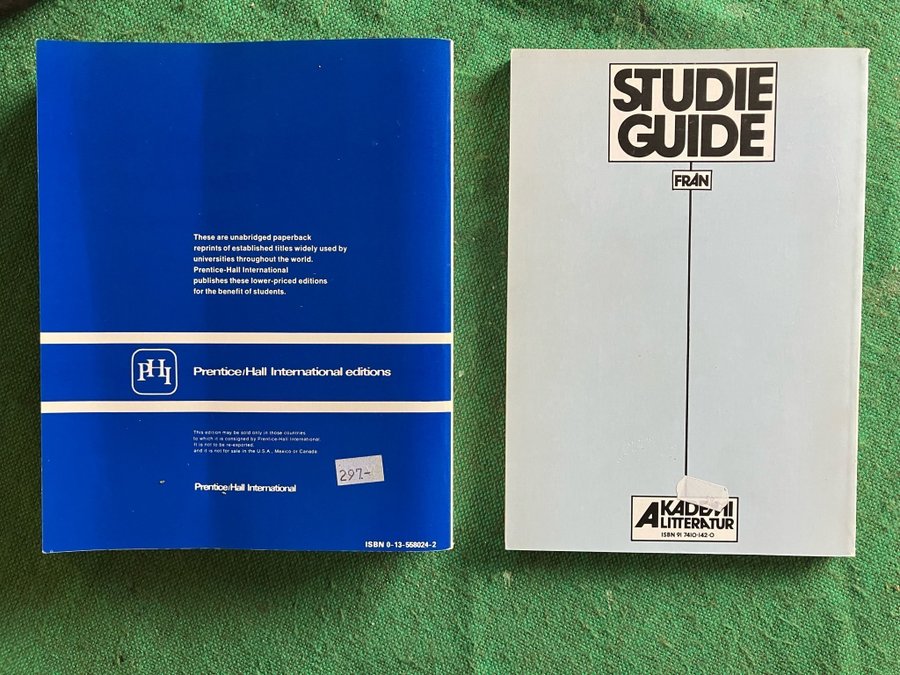 These are unabridged paperback
reprints of established titles widely used by
universities throughout the world.
Prentice-Hall International
publishes these lower-priced editions
for the benefit of students.
PHI
Prentice/Hall International editions
This edition may be sold only in those countries
to which it is consigned by Prentice-Hall International.
It is not to be re-exported
and it is not for sale in the U.S.A., Mexico or Canada
297-
Prentice/Hall International
ISBN 0-13-558024-2
STUDIE
GUIDE
FRÅN
AKADEMI
LITTERATUR
ISBN 91 7410-142-0